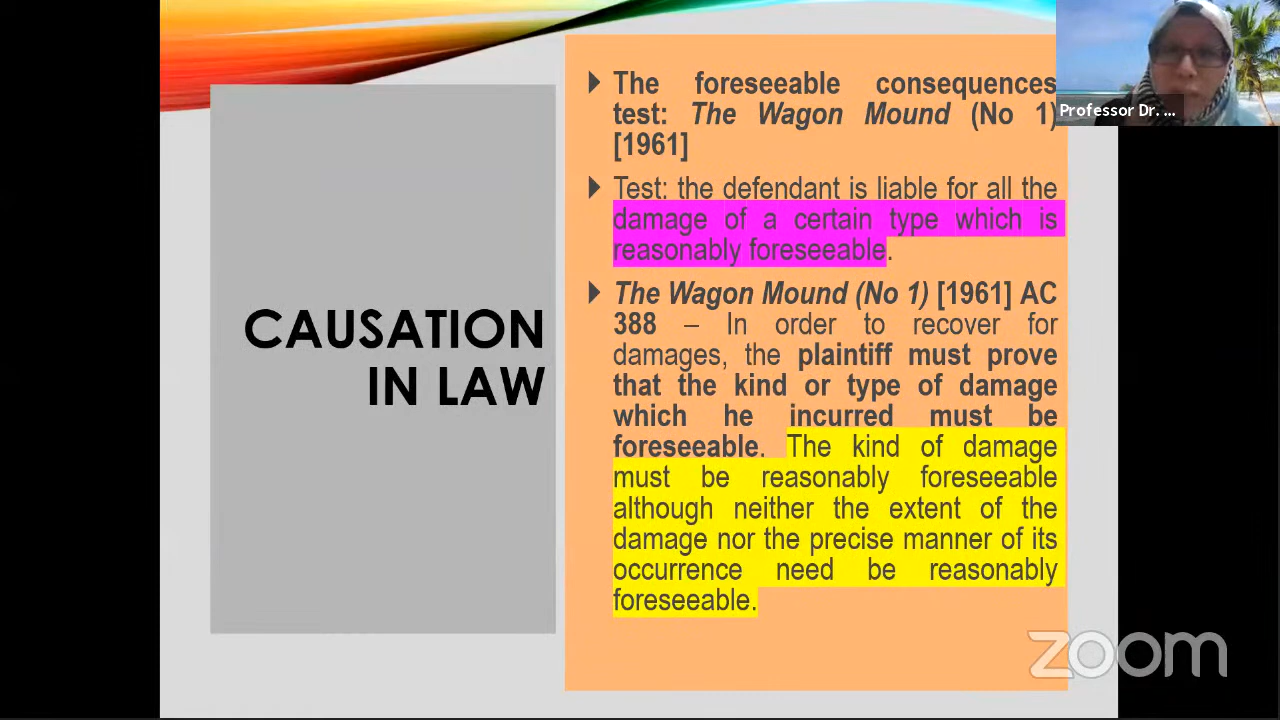 CAUSATION
IN LAW
The foreseeable consequences
test: The Wagon Mound (No 1)
[1961]
Test: the defendant is liable for all the
damage of a certain type which is
reasonably foreseeable.
The Wagon Mound (No 1) [1961] AC
388 – In order to recover for
damages, the plaintiff must prove
that the kind or type of damage
which he incurred must be
foreseeable. The kind of damage
must be reasonably foreseeable
although neither the extent of the
damage nor the precise manner of its
occurrence need be reasonably
foreseeable.
Professor Dr. ...
zoom